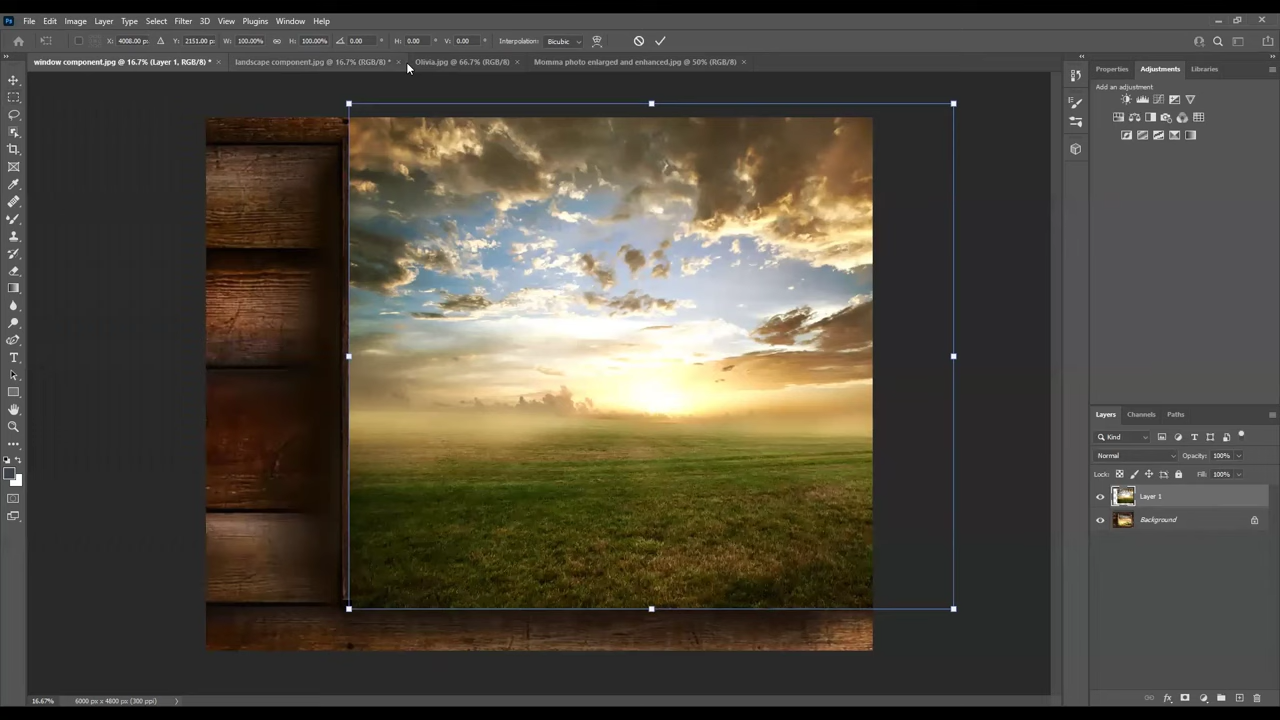 Ps File Edit Image Layer Type Select Filter 3D View Plugins Window Help
X: 4008.00 px Y: 2151.00 px W: 100.00% H: 100.00% 0.00 ° H: 0.00 ° V: 0.00 ° Interpolation: Bicubic
window component.jpg @ 16.7% (Layer 1, RGB/8) * × landscape component.jpg @ 16.7% (RGB/8) * × Olivia.jpg @ 66.7% (RGB/8) × Momma photo enlarged and enhanced.jpg @ 50% (RGB/8) ×
Properties Adjustments Libraries
Add an adjustment
Layers Channels Paths
Kind
Normal Opacity: 100%
Lock: Fill: 100%
Layer 1
Background
16.67% 6000 px x 4800 px (300 ppi)